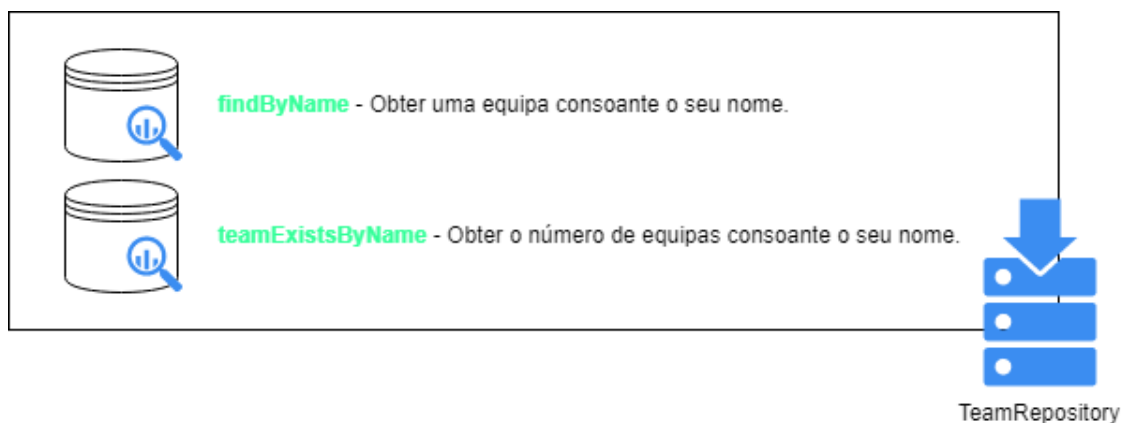 findByName - Obter uma equipa consoante o seu nome.
teamExistsByName - Obter o número de equipas consoante o seu nome.
TeamRepository